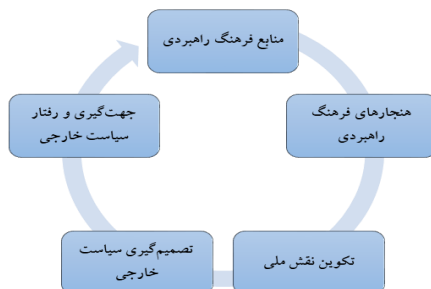 منابع فرهنگ راهبردی
هنجارهای فرهنگ
راهبردی
تکوین نقش ملی
تصمیم‌گیری سیاست
خارجی
جهت‌گیری و رفتار
سیاست خارجی